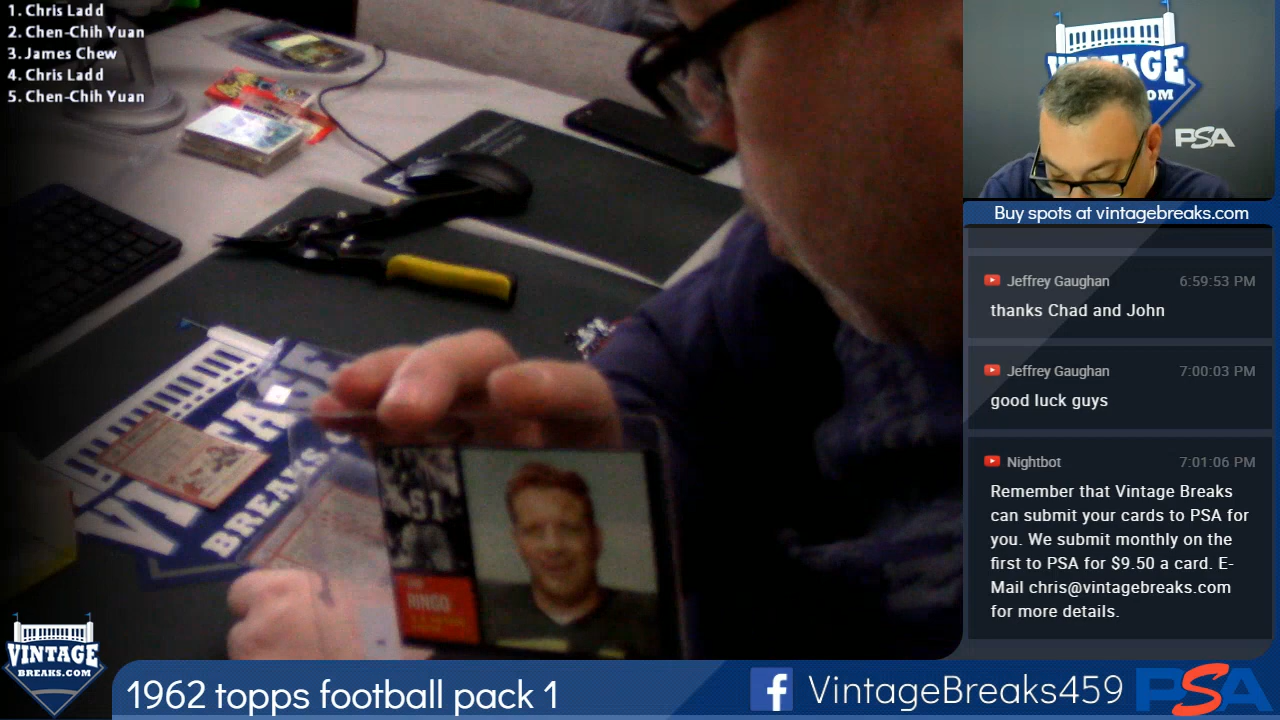 1. Chris Ladd
2. Chen-Chih Yuan
3. James Chew
4. Chris Ladd
5. Chen-Chih Yuan
VINTAGE
OM
PSA
Buy spots at vintagebreaks.com
Jeffrey Gaughan 6:59:53 PM
thanks Chad and John
Jeffrey Gaughan 7:00:03 PM
good luck guys
Nightbot 7:01:06 PM
Remember that Vintage Breaks
can submit your cards to PSA for
you. We submit monthly on the
first to PSA for $9.50 a card. E-
Mail chris@vintagebreaks.com
for more details.
VINTAGE
BREAKS.
51
RINGO
VINTAGE
BREAKS.COM
1962 topps football pack 1
f VintageBreaks459
PSA